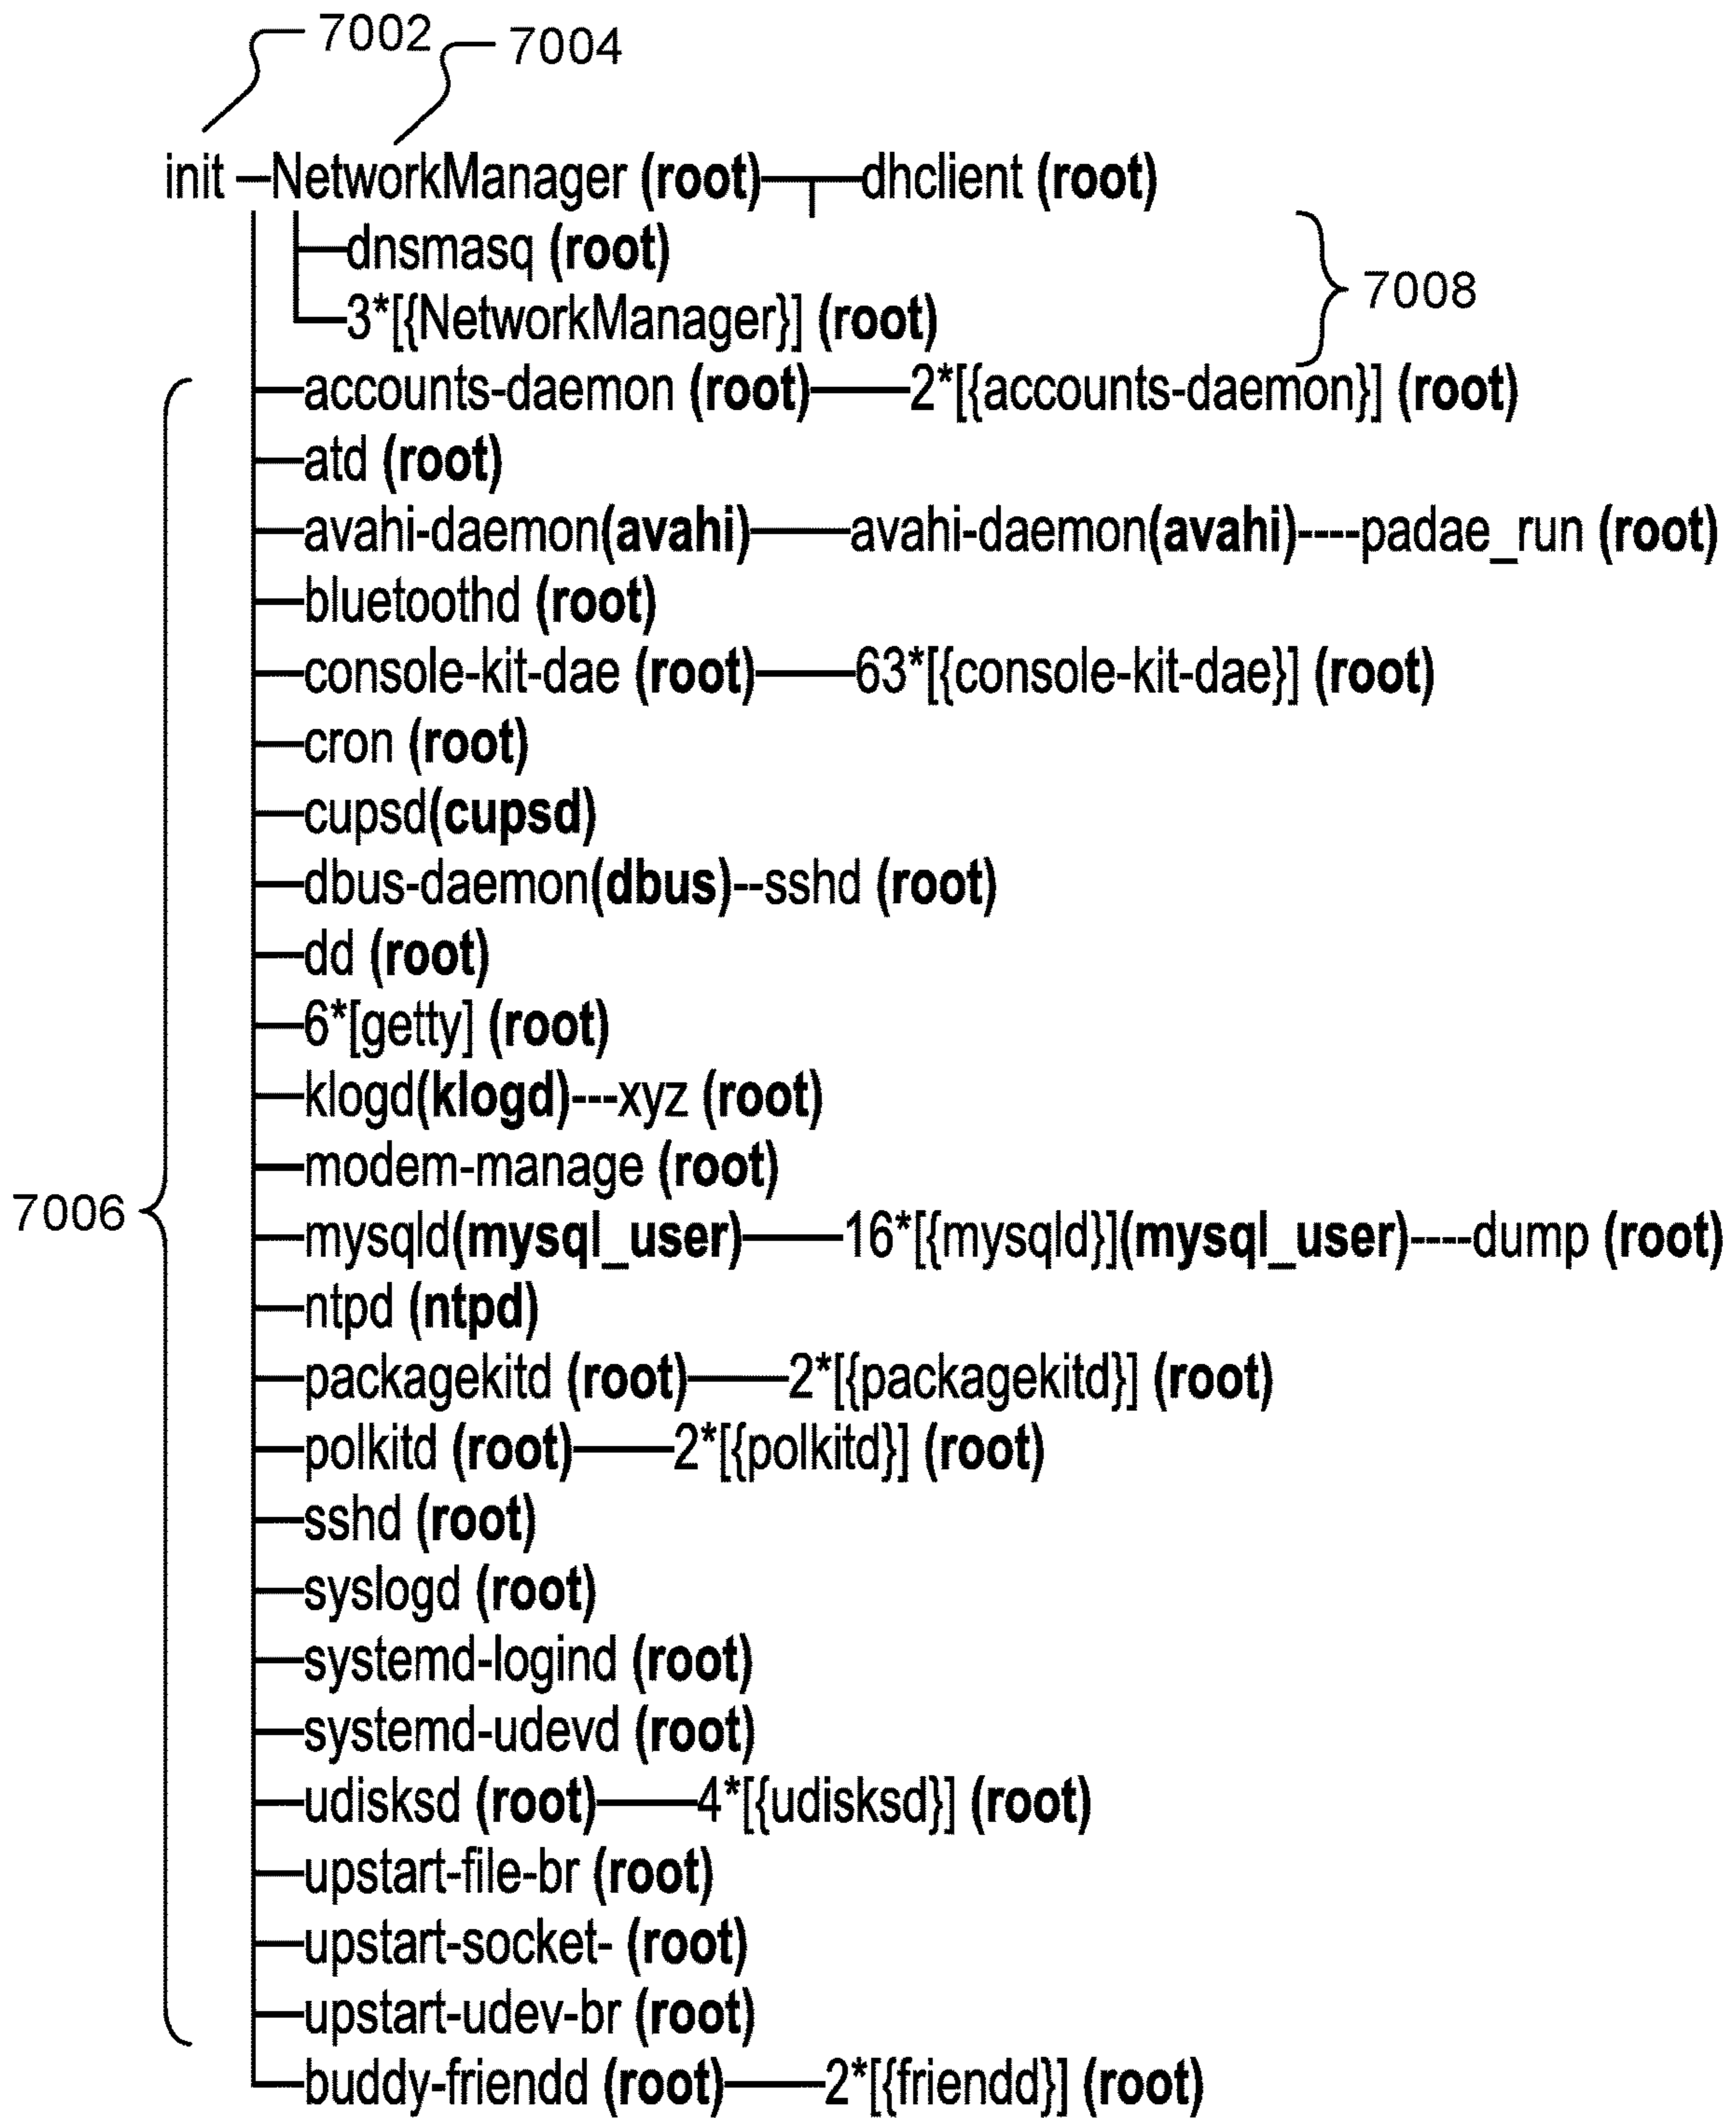 7002
7004
init NetworkManager (root) dhclient (root)
dnsmasq (root)
3*[{NetworkManager}] (root)
7008
accounts-daemon (root) 2*[{accounts-daemon}] (root)
atd (root)
avahi-daemon(avahi) avahi-daemon(avahi)----padae_run (root)
bluetoothd (root)
console-kit-dae (root) 63*[{console-kit-dae}] (root)
cron (root)
cupsd(cupsd)
dbus-daemon(dbus)--sshd (root)
dd (root)
6*[getty] (root)
klogd(klogd)---xyz (root)
modem-manage (root)
7006
mysqld(mysql_user) 16*[{mysqld}](mysql_user)----dump (root)
ntpd (ntpd)
packagekitd (root) 2*[{packagekitd}] (root)
polkitd (root) 2*[{polkitd}] (root)
sshd (root)
syslogd (root)
systemd-logind (root)
systemd-udevd (root)
udisksd (root) 4*[{udisksd}] (root)
upstart-file-br (root)
upstart-socket- (root)
upstart-udev-br (root)
buddy-friendd (root) 2*[{friendd}] (root)